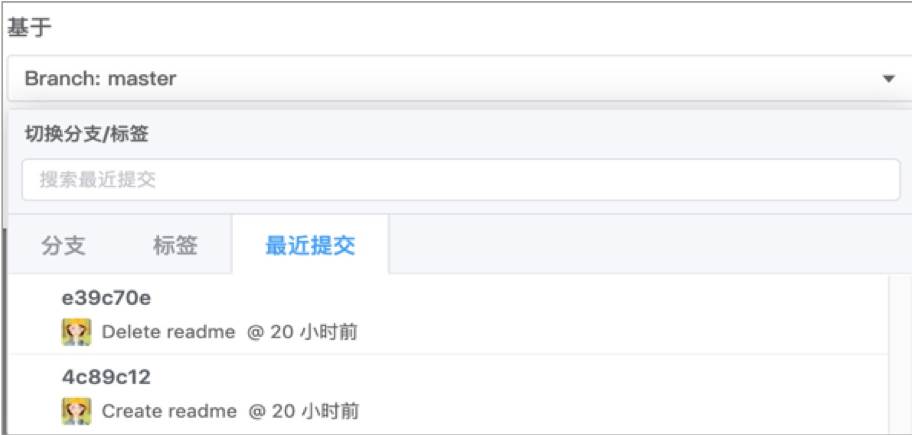 基于
Branch: master
切换分支/标签
搜索最近提交
分支 标签 最近提交
e39c70e
Delete readme @ 20 小时前
4c89c12
Create readme @ 20 小时前